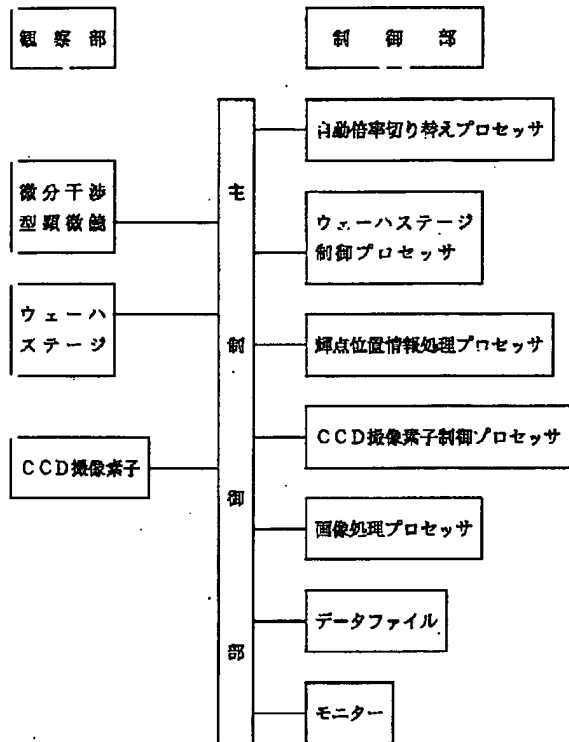 観察部
制御部
微分干渉
型顕微鏡
ウェーハ
ステージ
CCD撮像素子
主制御部
自動倍率切り替えプロセッサ
ウェーハステージ
制御プロセッサ
輝点位置情報処理プロセッサ
CCD撮像素子制御プロセッサ
画像処理プロセッサ
データファイル
モニター